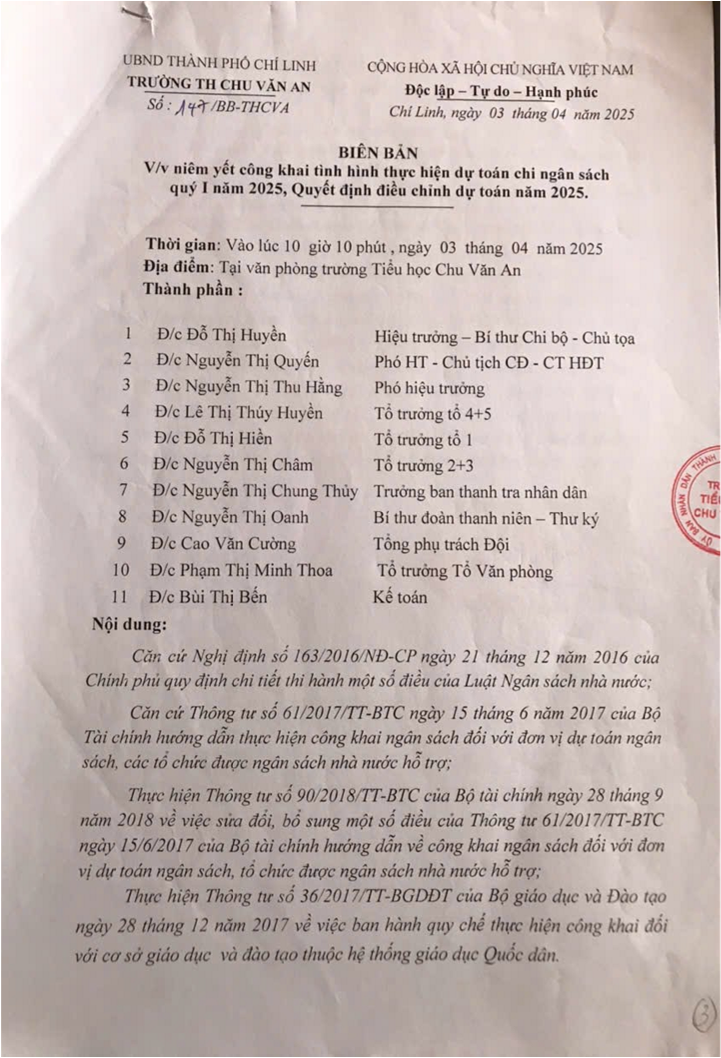 UBND THÀNH PHỐ CHÍ LINH
TRƯỜNG TH CHU VĂN AN
Số: 147/BB-THCVA
CỘNG HÒA XÃ HỘI CHỦ NGHĨA VIỆT NAM
Độc lập – Tự do – Hạnh phúc
Chí Linh, ngày 03 tháng 04 năm 2025
BIÊN BẢN
V/v niêm yết công khai tình hình thực hiện dự toán chi ngân sách
quý I năm 2025, Quyết định điều chỉnh dự toán năm 2025.
Thời gian: Vào lúc 10 giờ 10 phút , ngày 03 tháng 04 năm 2025
Địa điểm: Tại văn phòng trường Tiểu học Chu Văn An
Thành phần :
1 Đ/c Đỗ Thị Huyền Hiệu trưởng – Bí thư Chi bộ - Chủ tọa
2 Đ/c Nguyễn Thị Quyến Phó HT - Chủ tịch CĐ - CT HĐT
3 Đ/c Nguyễn Thị Thu Hằng Phó hiệu trưởng
4 Đ/c Lê Thị Thúy Huyền Tổ trưởng tổ 4+5
5 Đ/c Đỗ Thị Hiền Tổ trưởng tổ 1
6 Đ/c Nguyễn Thị Châm Tổ trưởng 2+3
7 Đ/c Nguyễn Thị Chung Thủy Trưởng ban thanh tra nhân dân
8 Đ/c Nguyễn Thị Oanh Bí thư đoàn thanh niên – Thư ký
9 Đ/c Cao Văn Cường Tổng phụ trách Đội
10 Đ/c Phạm Thị Minh Thoa Tổ trưởng Tổ Văn phòng
11 Đ/c Bùi Thị Bến Kế toán
Nội dung:
Căn cứ Nghị định số 163/2016/NĐ-CP ngày 21 tháng 12 năm 2016 của
Chính phủ quy định chi tiết thi hành một số điều của Luật Ngân sách nhà nước;
Căn cứ Thông tư số 61/2017/TT-BTC ngày 15 tháng 6 năm 2017 của Bộ
Tài chính hướng dẫn thực hiện công khai ngân sách đối với đơn vị dự toán ngân
sách, các tổ chức được ngân sách nhà nước hỗ trợ;
Thực hiện Thông tư số 90/2018/TT-BTC của Bộ tài chính ngày 28 tháng 9
năm 2018 về việc sửa đổi, bổ sung một số điều của Thông tư 61/2017/TT-BTC
ngày 15/6/2017 của Bộ tài chính hướng dẫn về công khai ngân sách đối với đơn
vị dự toán ngân sách, tổ chức được ngân sách nhà nước hỗ trợ;
Thực hiện Thông tư số 36/2017/TT-BGDĐT của Bộ giáo dục và Đào tạo
ngày 28 tháng 12 năm 2017 về việc ban hành quy chế thực hiện công khai đối
với cơ sở giáo dục và đào tạo thuộc hệ thống giáo dục Quốc dân.
3